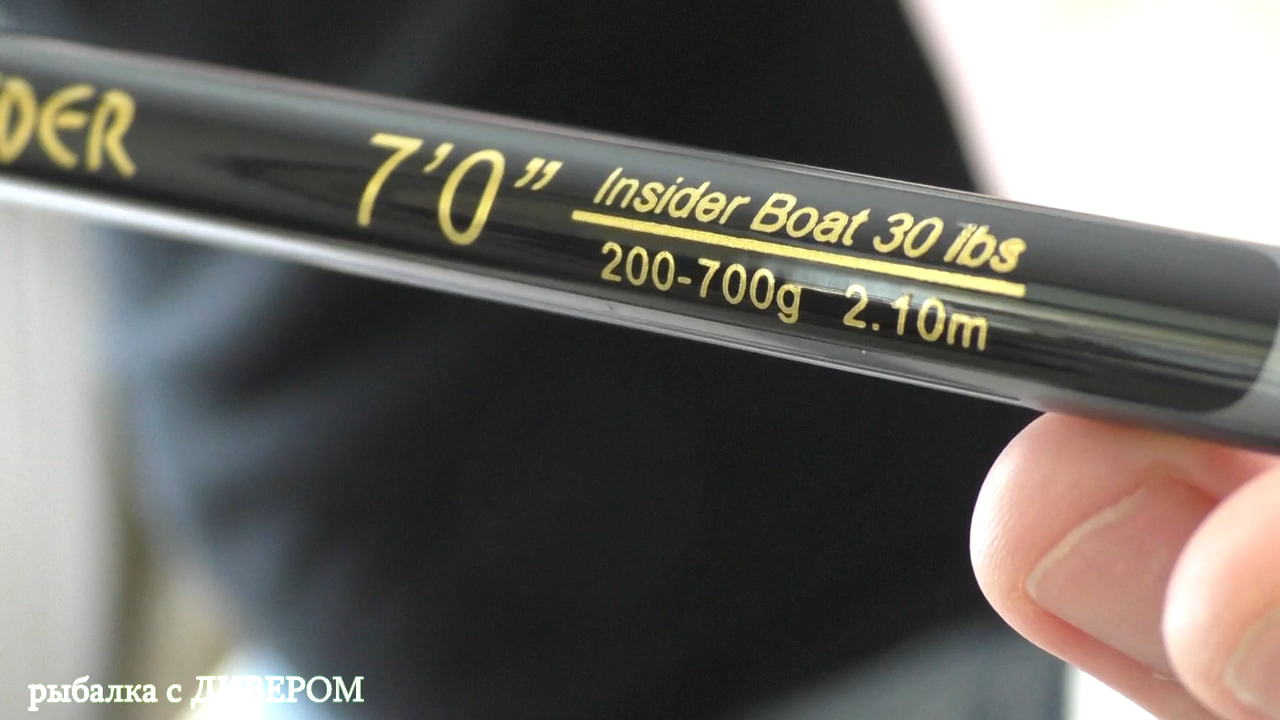 DER
7'0"
Insider Boat 30 lbs
200-700g 2.10m
рыбалка с ДИВЕРОМ